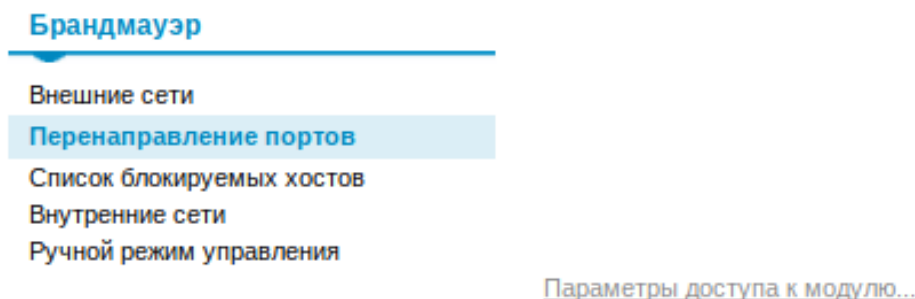 Брандмауэр
Внешние сети
Перенаправление портов
Список блокируемых хостов
Внутренние сети
Ручной режим управления
Параметры доступа к модулю...